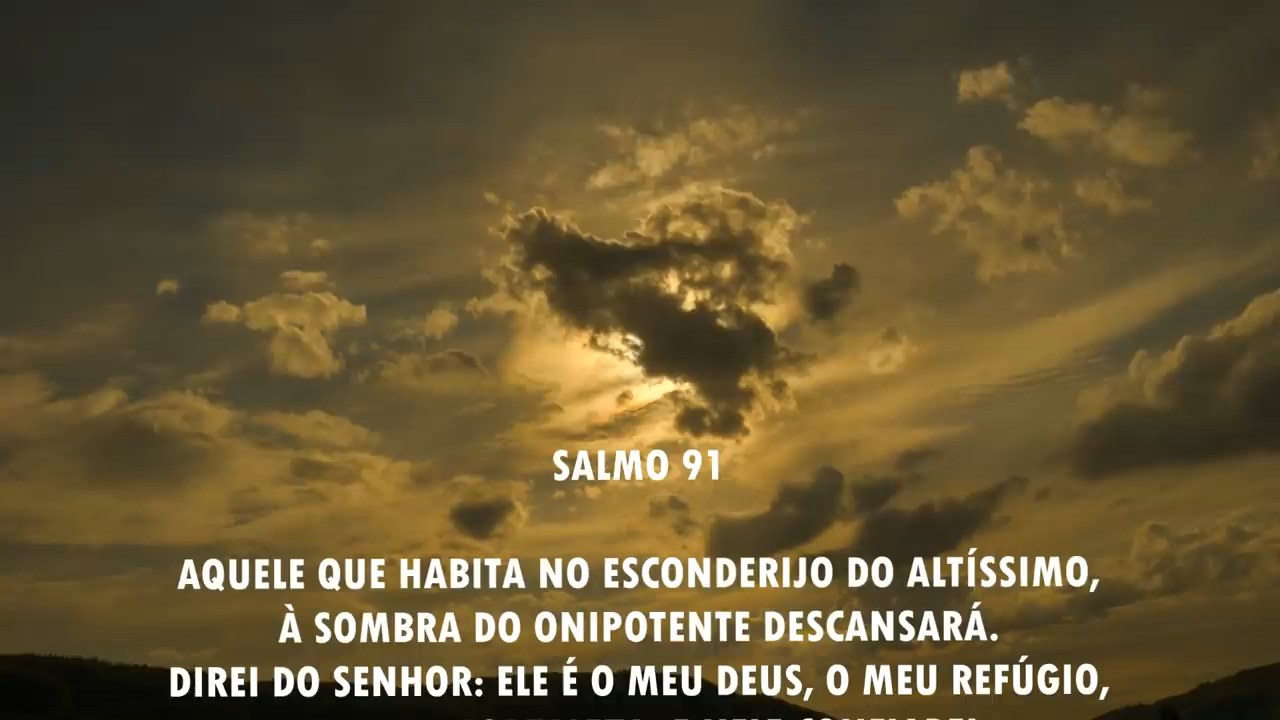 SALMO 91
AQUELE QUE HABITA NO ESCONDERIJO DO ALTÍSSIMO,
À SOMBRA DO ONIPOTENTE DESCANSARÁ.
DIREI DO SENHOR: ELE É O MEU DEUS, O MEU REFÚGIO,